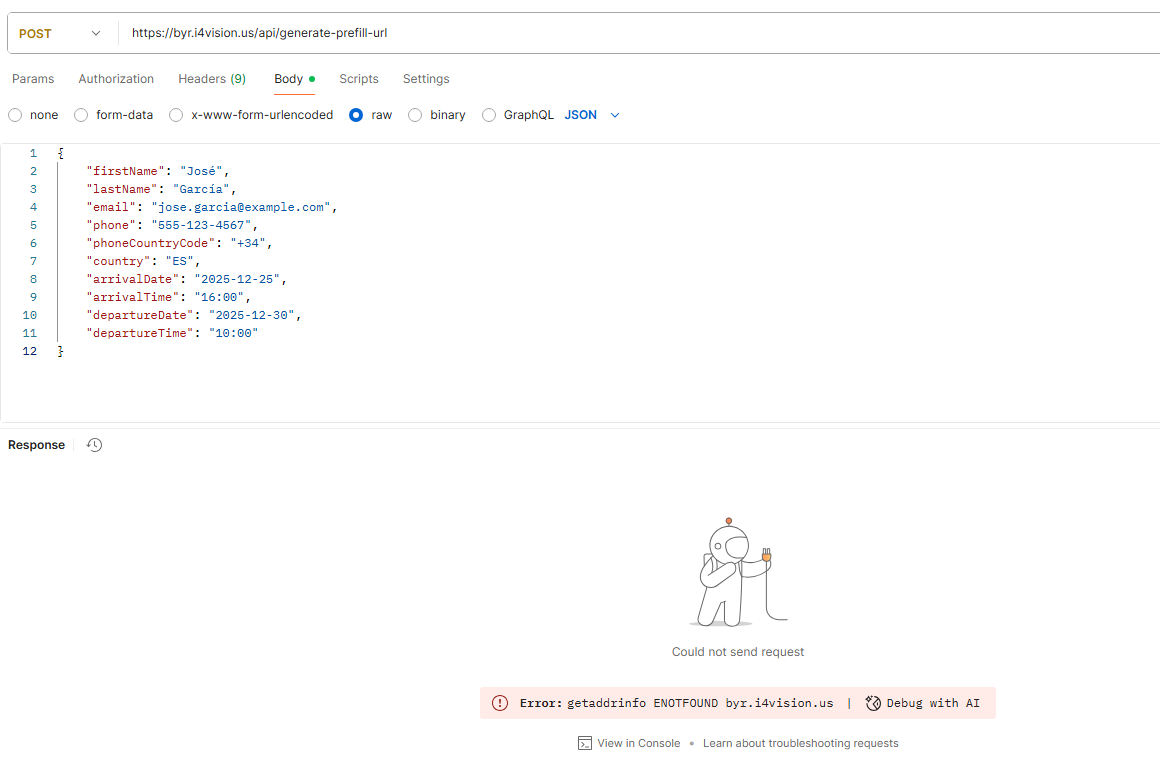 POST https://byr.i4vision.us/api/generate-prefill-url
Params Authorization Headers (9) Body Scripts Settings
none form-data x-www-form-urlencoded raw binary GraphQL JSON
1 {
2 "firstName": "José",
3 "lastName": "García",
4 "email": "jose.garcia@example.com",
5 "phone": "555-123-4567",
6 "phoneCountryCode": "+34",
7 "country": "ES",
8 "arrivalDate": "2025-12-25",
9 "arrivalTime": "16:00",
10 "departureDate": "2025-12-30",
11 "departureTime": "10:00"
12 }
Response
Could not send request
Error: getaddrinfo ENOTFOUND byr.i4vision.us | Debug with AI
View in Console • Learn about troubleshooting requests